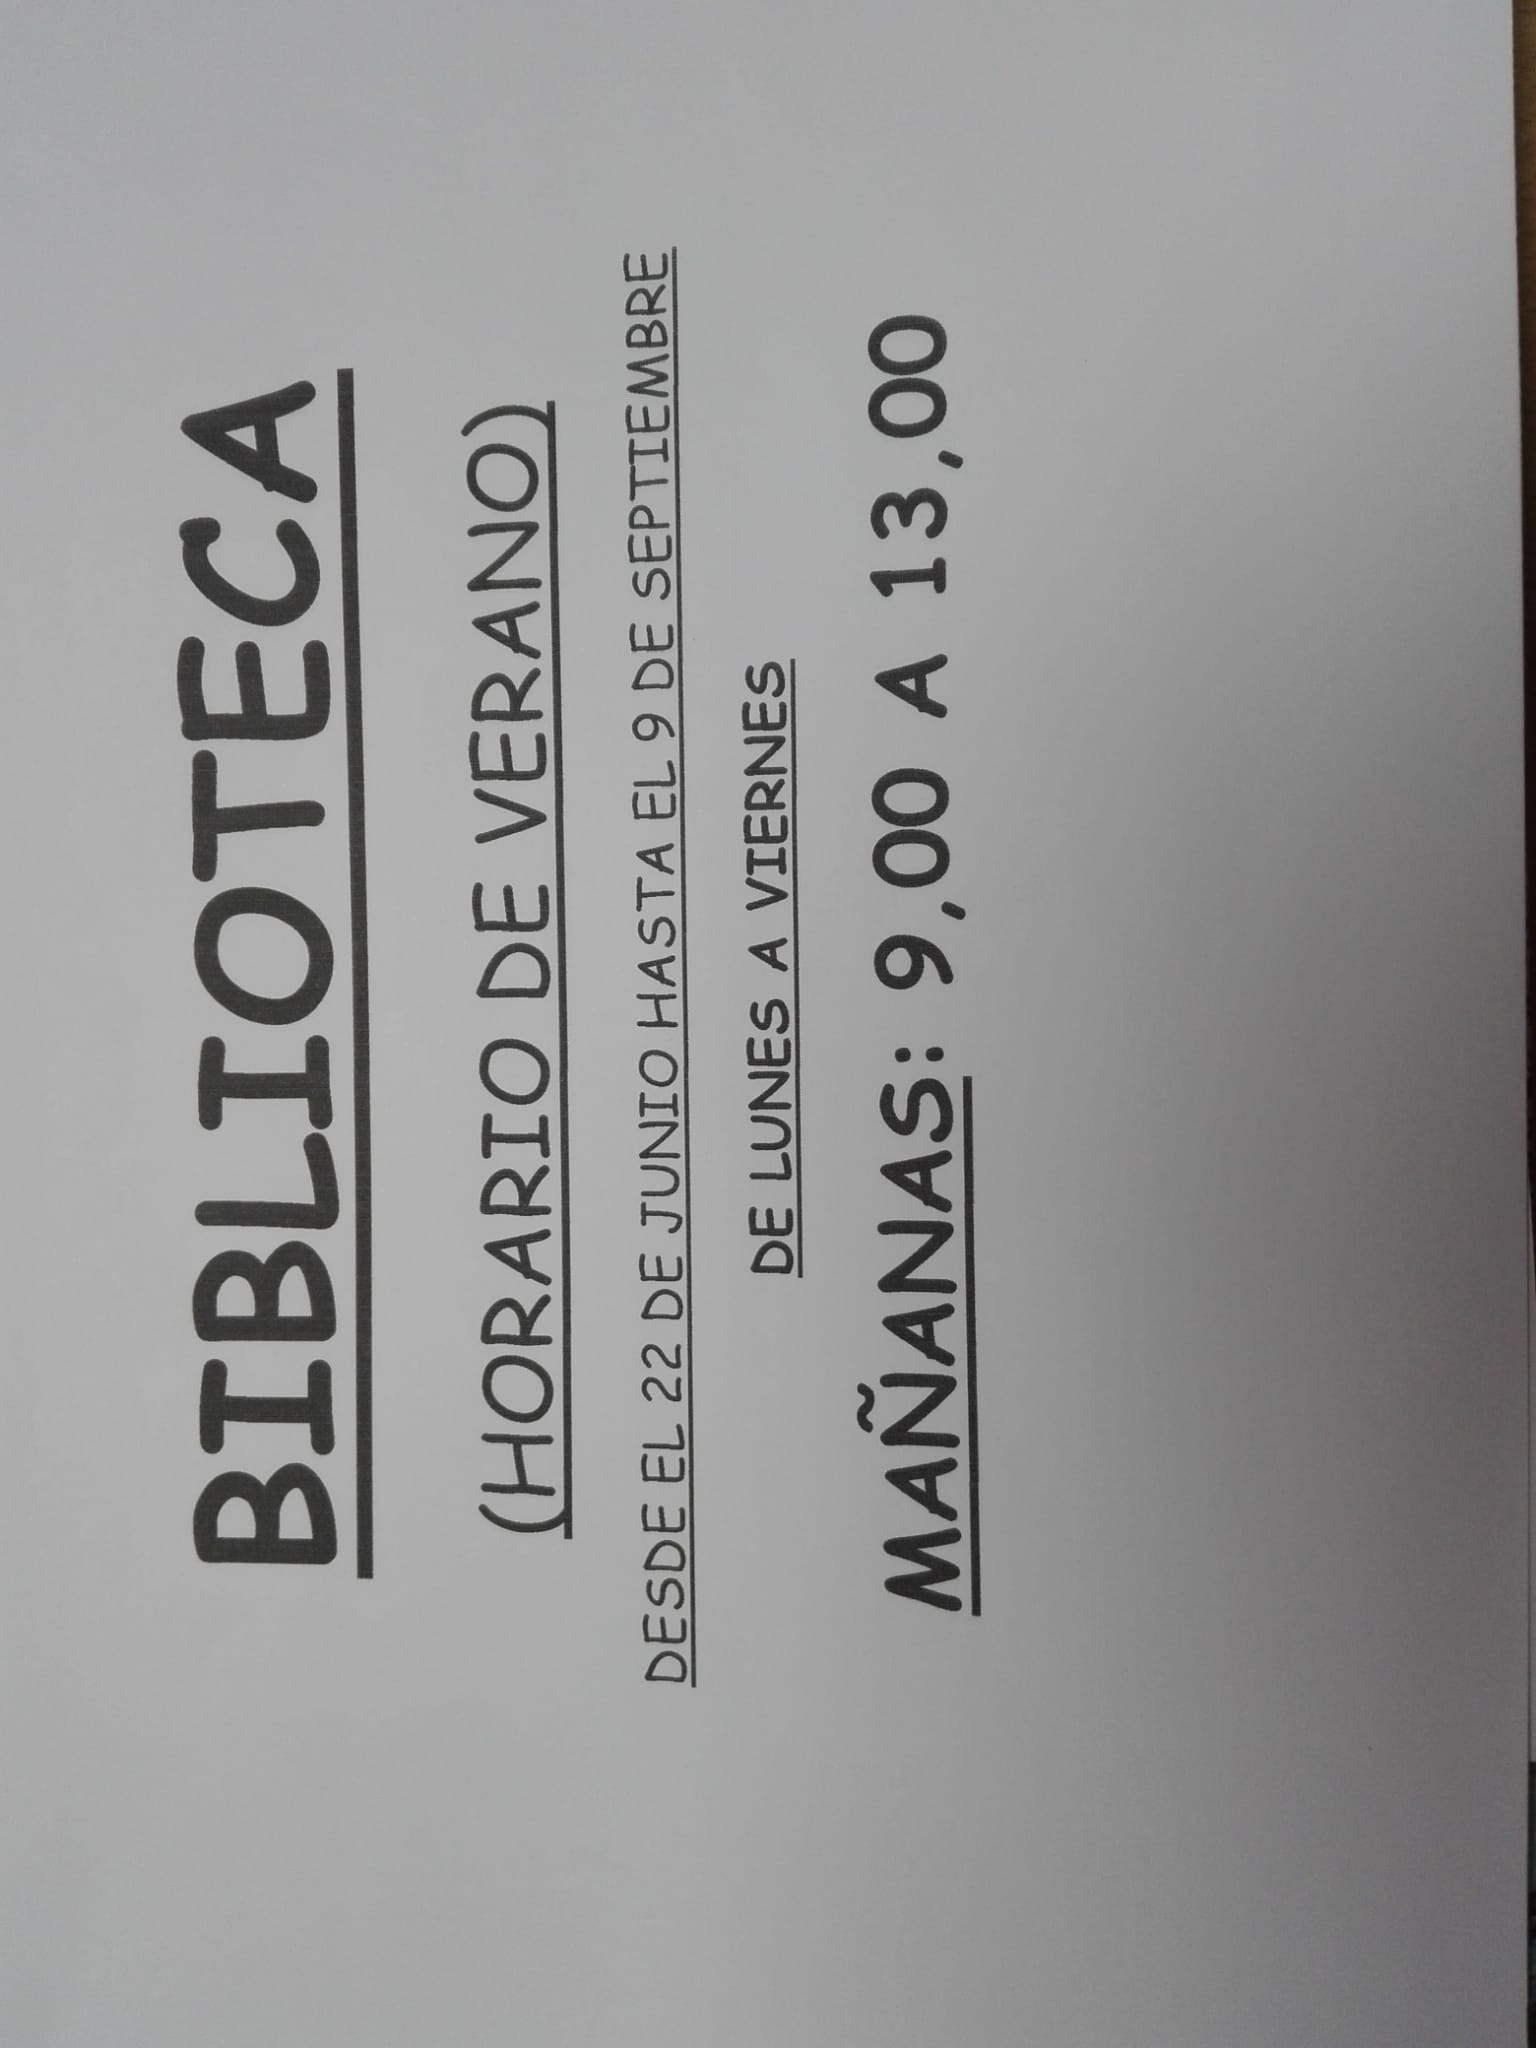 BIBLIOTECA
(HORARIO DE VERANO)
DESDE EL 22 DE JUNIO HASTA EL 9 DE SEPTIEMBRE
DE LUNES A VIERNES
MAÑANAS: 9,00 A 13,00